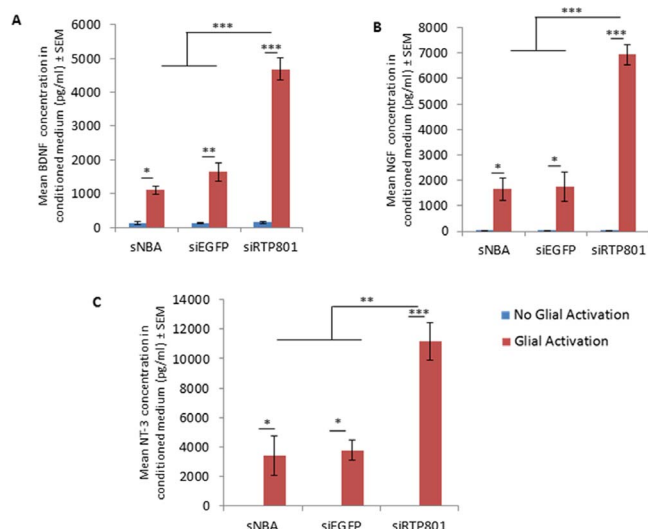 A
Mean BDNF concentration in
conditioned medium (pg/ml) ± SEM
6000
5000
4000
3000
2000
1000
0
***
***
*
**
sNBA siEGFP siRTP801
B
Mean NGF concentration in
conditioned medium (pg/ml) ± SEM
8000
7000
6000
5000
4000
3000
2000
1000
0
***
***
*
*
sNBA siEGFP siRTP801
C
Mean NT-3 concentration in
conditioned medium (pg/ml) ± SEM
14000
12000
10000
8000
6000
4000
2000
0
**
***
*
*
sNBA siEGFP siRTP801
No Glial Activation
Glial Activation